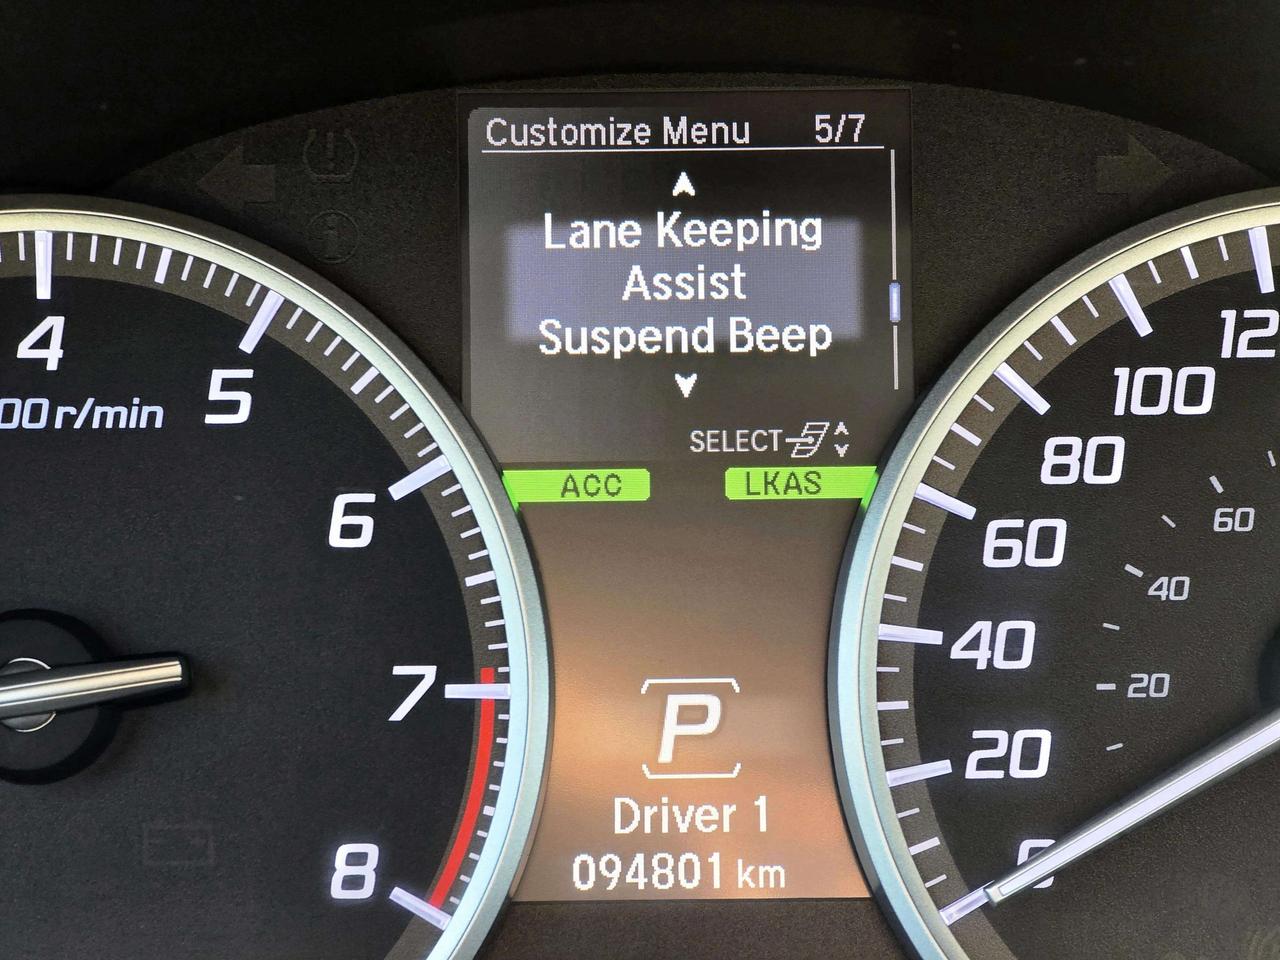 Customize Menu 5/7
Lane Keeping
Assist
Suspend Beep
SELECT
ACC LKAS
P
Driver 1
094801 km
4
5
6
7
8
00 r/min
12
100
80
60
40
20
60
40
20